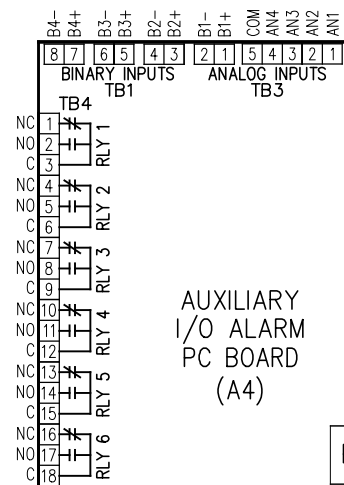 B4- B4+ B3- B3+ B2- B2+ B1- B1+ COM AN4 AN3 AN2 AN1
8 7 6 5 4 3 2 1 5 4 3 2 1
BINARY INPUTS ANALOG INPUTS
TB1 TB3
TB4
NC 1
NO 2
C 3
RLY 1
NC 4
NO 5
C 6
RLY 2
NC 7
NO 8
C 9
RLY 3
NC 10
NO 11
C 12
RLY 4
NC 13
NO 14
C 15
RLY 5
NC 16
NO 17
C 18
RLY 6
AUXILIARY
I/O ALARM
PC BOARD
(A4)